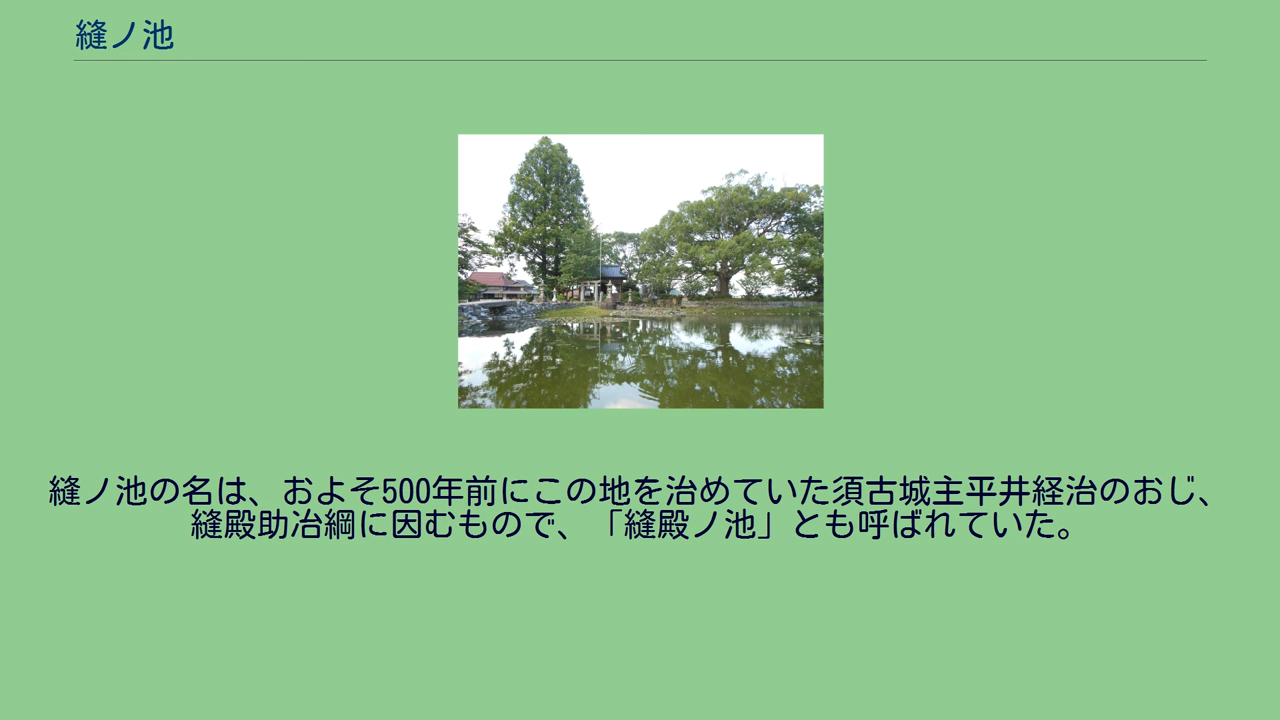 縫ノ池
縫ノ池の名は、およそ500年前にこの地を治めていた須古城主平井経治のおじ、
縫殿助冶綱に因むもので、「縫殿ノ池」とも呼ばれていた。